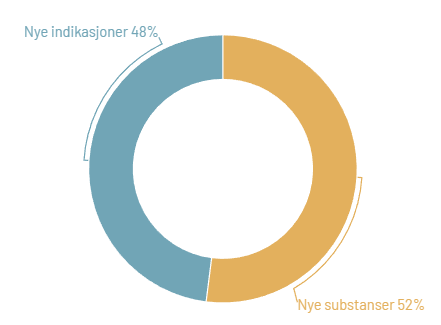 Nye indikasjoner 48%
Nye substanser 52%